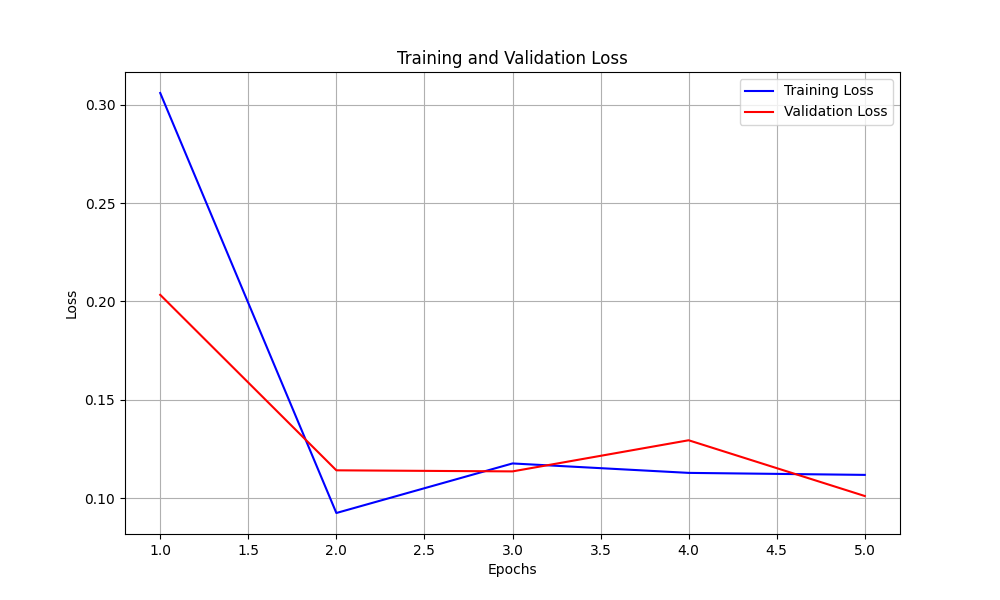 Training and Validation Loss
Training Loss
Validation Loss
0.30
0.25
0.20
0.15
0.10
Loss
1.0 1.5 2.0 2.5 3.0 3.5 4.0 4.5 5.0
Epochs